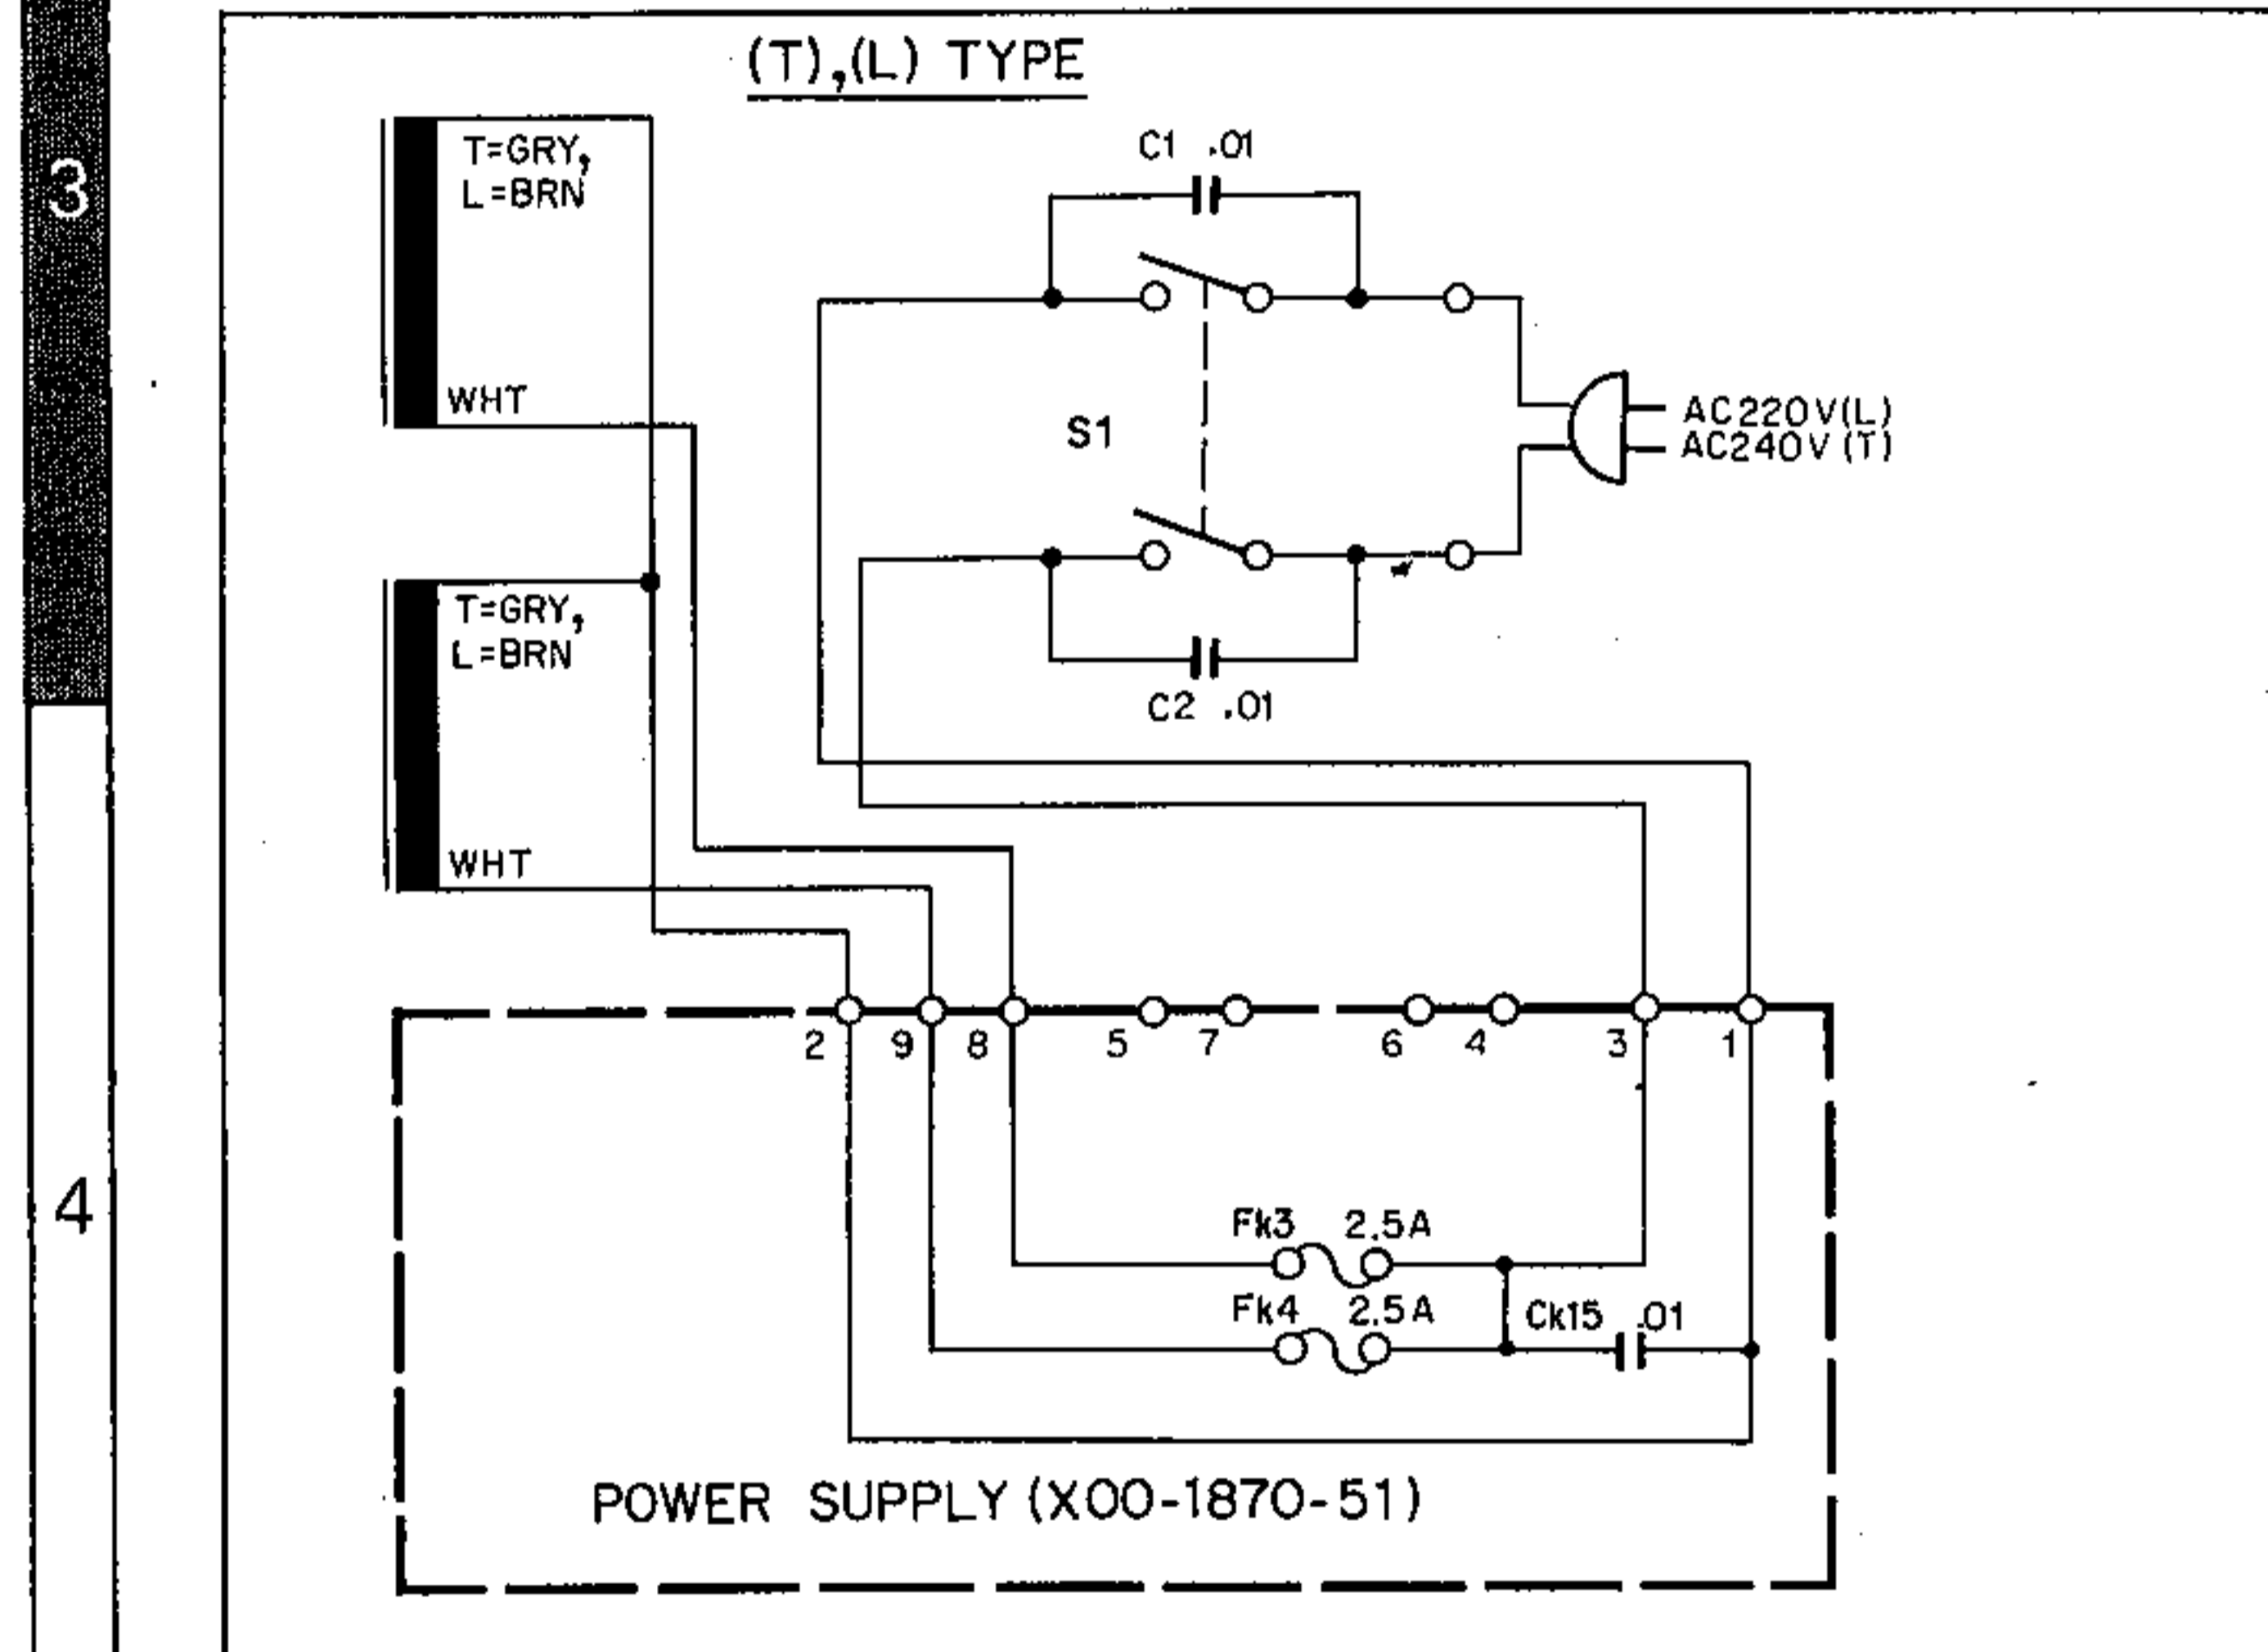 (T),(L) TYPE
3
T=GRY,
L=BRN
WHT
C1 .01
S1
AC220V(L)
AC240V(T)
T=GRY,
L=BRN
WHT
C2 .01
2 9 8 5 7 6 4 3 1
4
Fk3 2.5A
Fk4 2.5A
Ck15 .01
POWER SUPPLY (X00-1870-51)